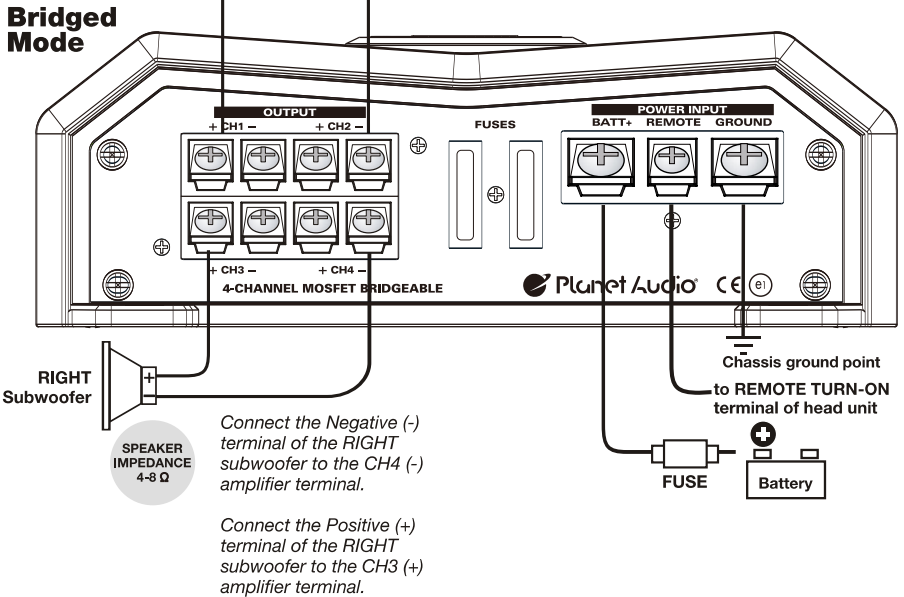 Bridged
Mode
OUTPUT
+ CH1 –
+ CH2 –
FUSES
POWER INPUT
BATT+ REMOTE GROUND
+ CH3 –
+ CH4 –
4-CHANNEL MOSFET BRIDGEABLE
Planet Audio®
CE e1
Chassis ground point
RIGHT
Subwoofer
+
–
to REMOTE TURN-ON
terminal of head unit
SPEAKER
IMPEDANCE
4-8 Ω
Connect the Negative (-)
terminal of the RIGHT
subwoofer to the CH4 (-)
amplifier terminal.
+
FUSE
Battery
Connect the Positive (+)
terminal of the RIGHT
subwoofer to the CH3 (+)
amplifier terminal.